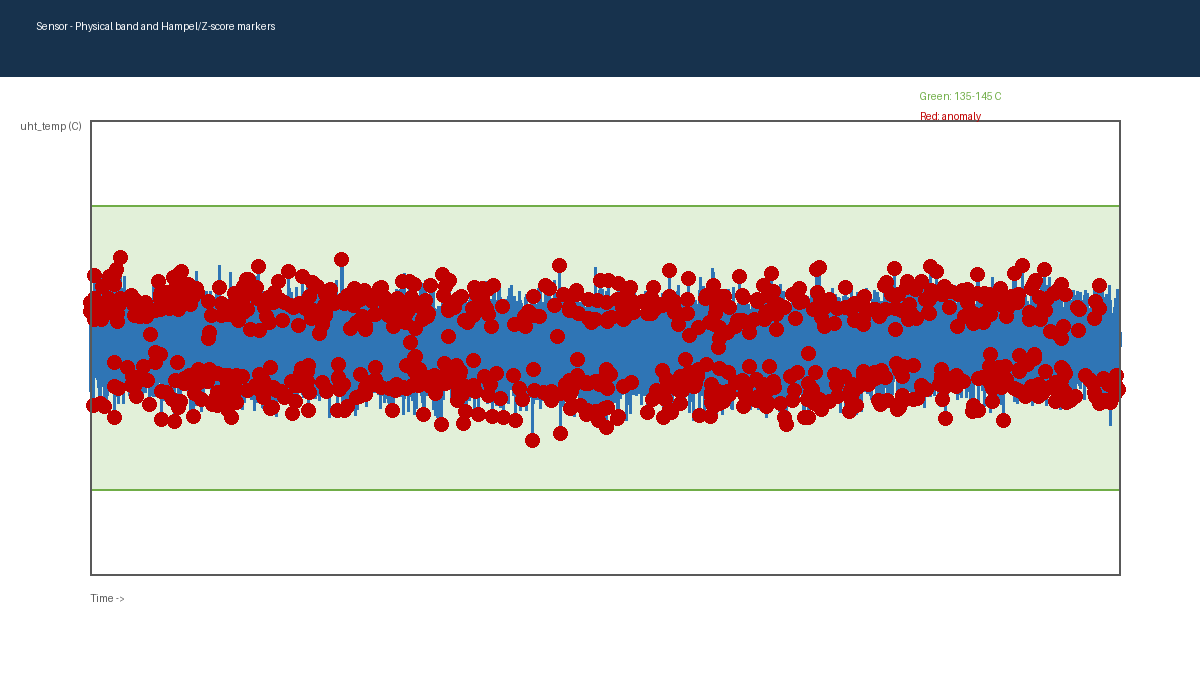 Sensor - Physical band and Hampel/Z-score markers
Green: 135-145 C
Red: anomaly
uht_temp (C)
Time ->